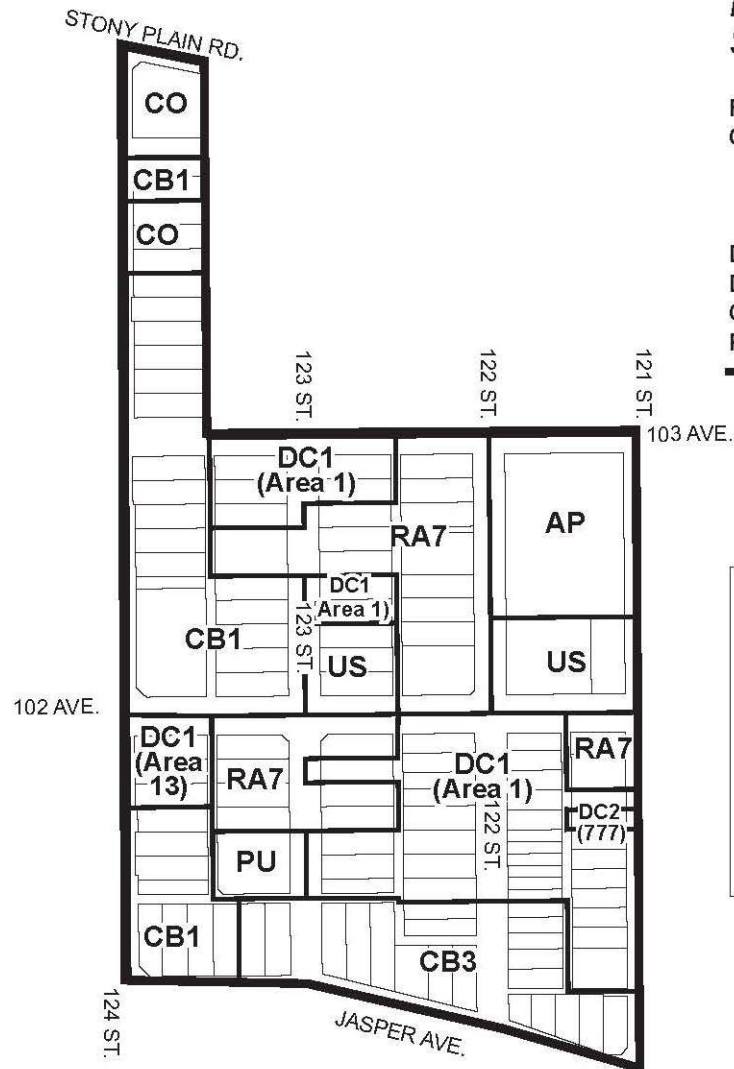 STONY PLAIN RD.
CO
CB1
CO
123 ST.
122 ST.
121 ST.
103 AVE.
DC1
(Area 1)
RA7
AP
DC1
(Area 1)
123 ST.
CB1
US
US
102 AVE.
DC1
(Area
13)
RA7
DC1
(Area 1)
RA7
122 ST.
DC2
(777)
PU
CB1
CB3
124 ST.
JASPER AVE.